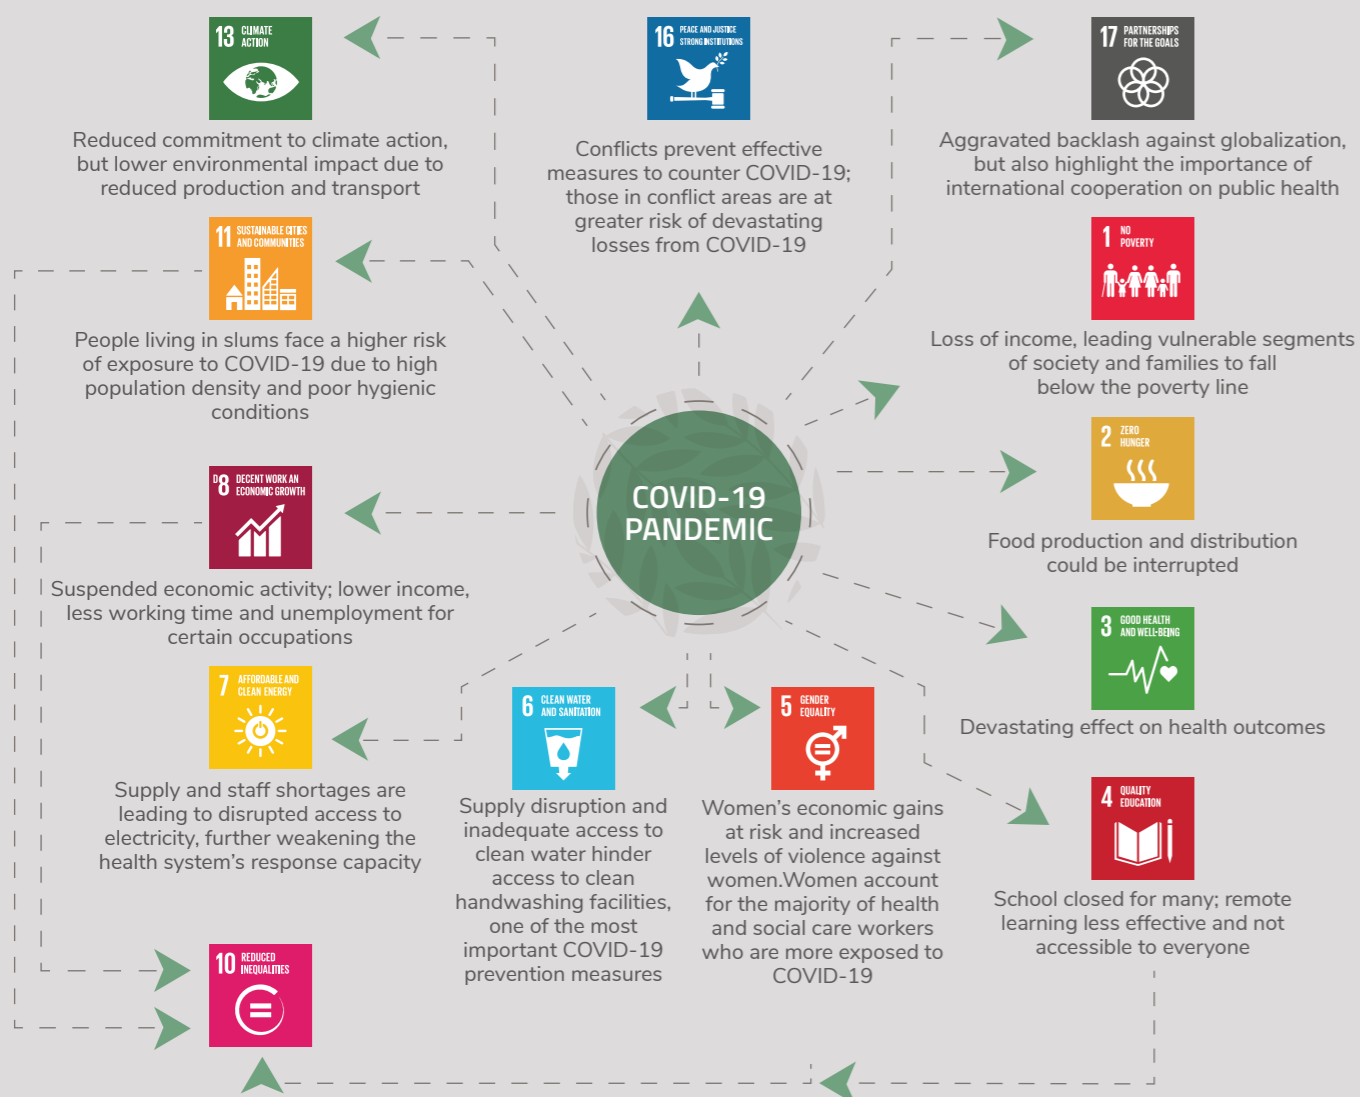 13 CLIMATE
ACTION
Reduced commitment to climate action,
but lower environmental impact due to
reduced production and transport
16 PEACE AND JUSTICE
STRONG INSTITUTIONS
Conflicts prevent effective
measures to counter COVID-19;
those in conflict areas are at
greater risk of devastating
losses from COVID-19
17 PARTNERSHIPS
FOR THE GOALS
Aggravated backlash against globalization,
but also highlight the importance of
international cooperation on public health
11 SUSTAINABLE CITIES
AND COMMUNITIES
People living in slums face a higher risk
of exposure to COVID-19 due to high
population density and poor hygienic
conditions
1 NO
POVERTY
Loss of income, leading vulnerable segments
of society and families to fall
below the poverty line
COVID-19
PANDEMIC
2 ZERO
HUNGER
Food production and distribution
could be interrupted
D8 DECENT WORK AN
ECONOMIC GROWTH
Suspended economic activity; lower income,
less working time and unemployment for
certain occupations
3 GOOD HEALTH
AND WELL-BEING
Devastating effect on health outcomes
7 AFFORDABLE AND
CLEAN ENERGY
Supply and staff shortages are
leading to disrupted access to
electricity, further weakening the
health system's response capacity
6 CLEAN WATER
AND SANITATION
Supply disruption and
inadequate access to
clean water hinder
access to clean
handwashing facilities,
one of the most
important COVID-19
prevention measures
5 GENDER
EQUALITY
Women's economic gains
at risk and increased
levels of violence against
women.Women account
for the majority of health
and social care workers
who are more exposed to
COVID-19
4 QUALITY
EDUCATION
School closed for many; remote
learning less effective and not
accessible to everyone
10 REDUCED
INEQUALITIES